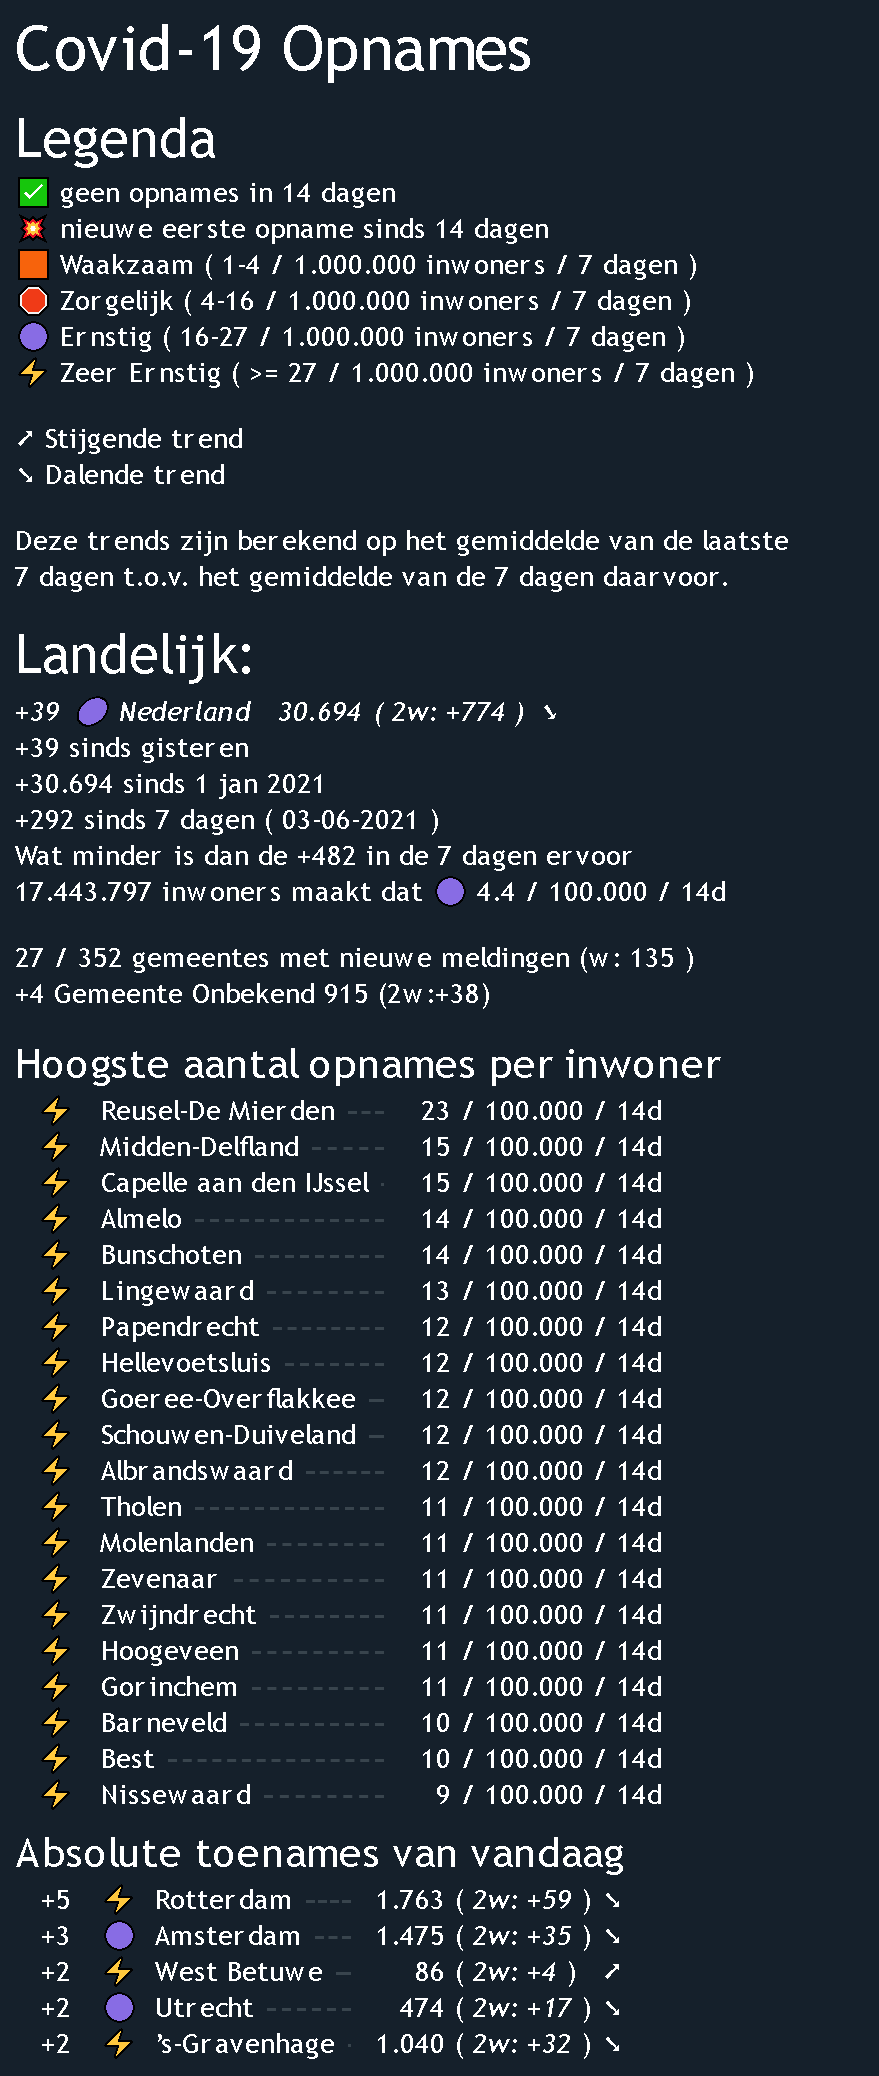 Covid-19 Opnames
Legenda
✅ geen opnames in 14 dagen
💥 nieuwe eerste opname sinds 14 dagen
🟧 Waakzaam ( 1-4 / 1.000.000 inwoners / 7 dagen )
🛑 Zorgelijk ( 4-16 / 1.000.000 inwoners / 7 dagen )
🟣 Ernstig ( 16-27 / 1.000.000 inwoners / 7 dagen )
⚡ Zeer Ernstig ( >= 27 / 1.000.000 inwoners / 7 dagen )
➚ Stijgende trend
➘ Dalende trend
Deze trends zijn berekend op het gemiddelde van de laatste
7 dagen t.o.v. het gemiddelde van de 7 dagen daarvoor.
Landelijk:
+39 🟣 Nederland 30.694 ( 2w: +774 ) ➘
+39 sinds gisteren
+30.694 sinds 1 jan 2021
+292 sinds 7 dagen ( 03-06-2021 )
Wat minder is dan de +482 in de 7 dagen ervoor
17.443.797 inwoners maakt dat 🟣 4.4 / 100.000 / 14d
27 / 352 gemeentes met nieuwe meldingen (w: 135 )
+4 Gemeente Onbekend 915 (2w:+38)
Hoogste aantal opnames per inwoner
⚡ Reusel-De Mierden --- 23 / 100.000 / 14d
⚡ Midden-Delfland ----- 15 / 100.000 / 14d
⚡ Capelle aan den IJssel - 15 / 100.000 / 14d
⚡ Almelo ------------- 14 / 100.000 / 14d
⚡ Bunschoten --------- 14 / 100.000 / 14d
⚡ Lingewaard -------- 13 / 100.000 / 14d
⚡ Papendrecht -------- 12 / 100.000 / 14d
⚡ Hellevoetsluis ------- 12 / 100.000 / 14d
⚡ Goeree-Overflakkee - 12 / 100.000 / 14d
⚡ Schouwen-Duiveland - 12 / 100.000 / 14d
⚡ Albrandswaard ------ 12 / 100.000 / 14d
⚡ Tholen ------------- 11 / 100.000 / 14d
⚡ Molenlanden -------- 11 / 100.000 / 14d
⚡ Zevenaar ---------- 11 / 100.000 / 14d
⚡ Zwijndrecht -------- 11 / 100.000 / 14d
⚡ Hoogeveen --------- 11 / 100.000 / 14d
⚡ Gorinchem --------- 11 / 100.000 / 14d
⚡ Barneveld ---------- 10 / 100.000 / 14d
⚡ Best --------------- 10 / 100.000 / 14d
⚡ Nissewaard -------- 9 / 100.000 / 14d
Absolute toenames van vandaag
+5 ⚡ Rotterdam ---- 1.763 ( 2w: +59 ) ➘
+3 🟣 Amsterdam --- 1.475 ( 2w: +35 ) ➘
+2 ⚡ West Betuwe - 86 ( 2w: +4 ) ➚
+2 🟣 Utrecht ------ 474 ( 2w: +17 ) ➘
+2 ⚡ 's-Gravenhage - 1.040 ( 2w: +32 ) ➘